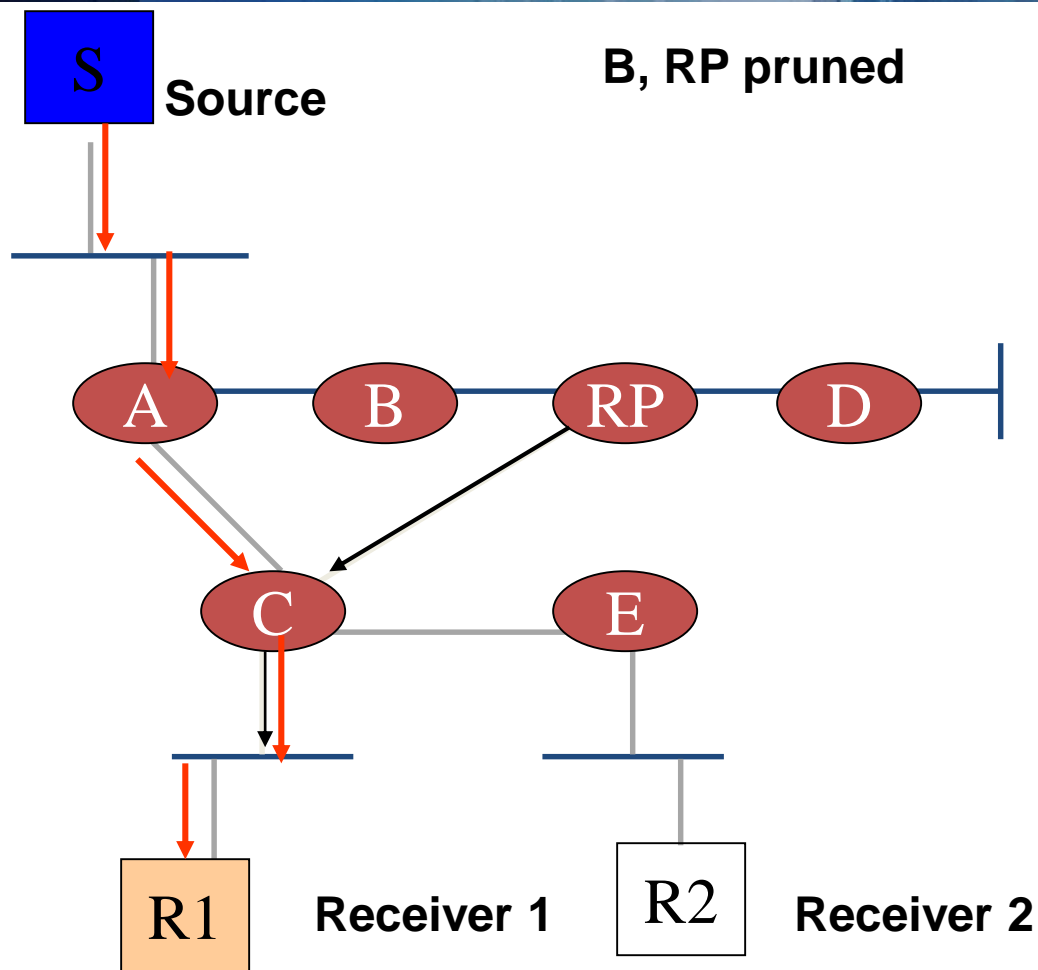 S
Source
B, RP pruned
A
B
RP
D
C
E
R1
Receiver 1
R2
Receiver 2